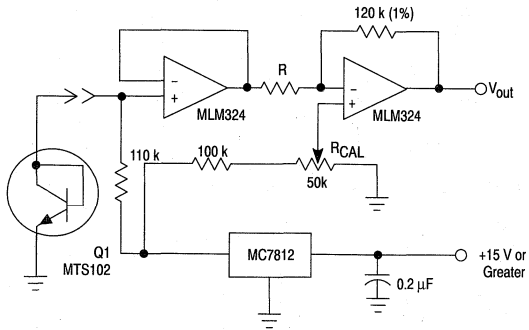 120 k (1%)
R
Vout
MLM324
MLM324
110 k
100 k
RCAL
50k
Q1
MTS102
MC7812
+15 V or
Greater
0.2 µF